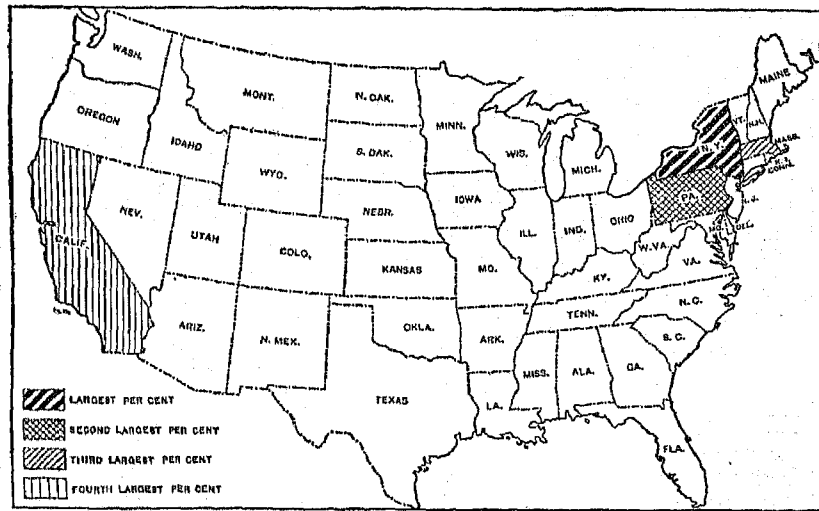 WASH.
MONT.
N. DAK.
MINN.
MAINE
OREGON
IDAHO
S. DAK.
WIS.
MICH.
VT.
N.H.
N.Y.
MASS.
R.I.
CONN.
WYO.
NEV.
UTAH
NEBR.
IOWA
PA.
N.J.
CALIF.
COLO.
KANSAS
MO.
ILL.
IND.
OHIO
W. VA.
MD.
DEL.
VA.
KY.
ARIZ.
N. MEX.
OKLA.
ARK.
TENN.
N. C.
S. C.
TEXAS
LA.
MISS.
ALA.
GA.
FLA.
LARGEST PER CENT
SECOND LARGEST PER CENT
THIRD LARGEST PER CENT
FOURTH LARGEST PER CENT